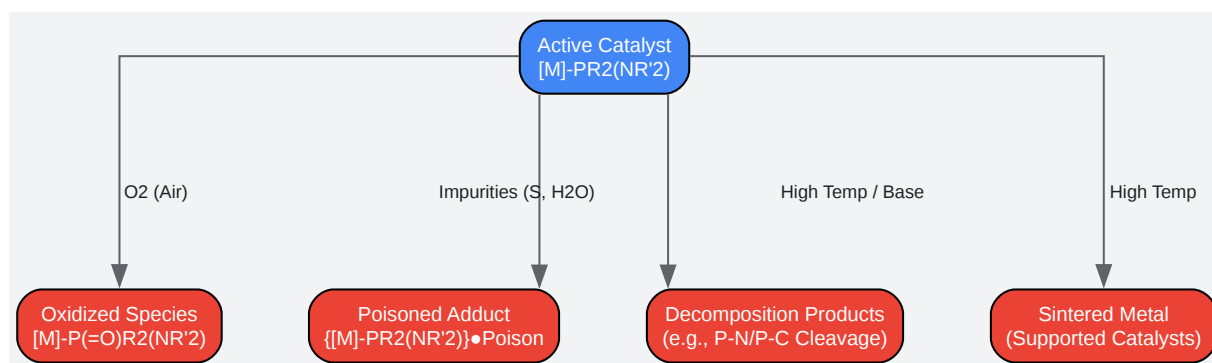 Active Catalyst
[M]-PR2(NR'2)
O2 (Air)
Impurities (S, H2O)
High Temp / Base
High Temp
Oxidized Species
[M]-P(=O)R2(NR'2)
Poisoned Adduct
{[M]-PR2(NR'2)}●Poison
Decomposition Products
(e.g., P-N/P-C Cleavage)
Sintered Metal
(Supported Catalysts)